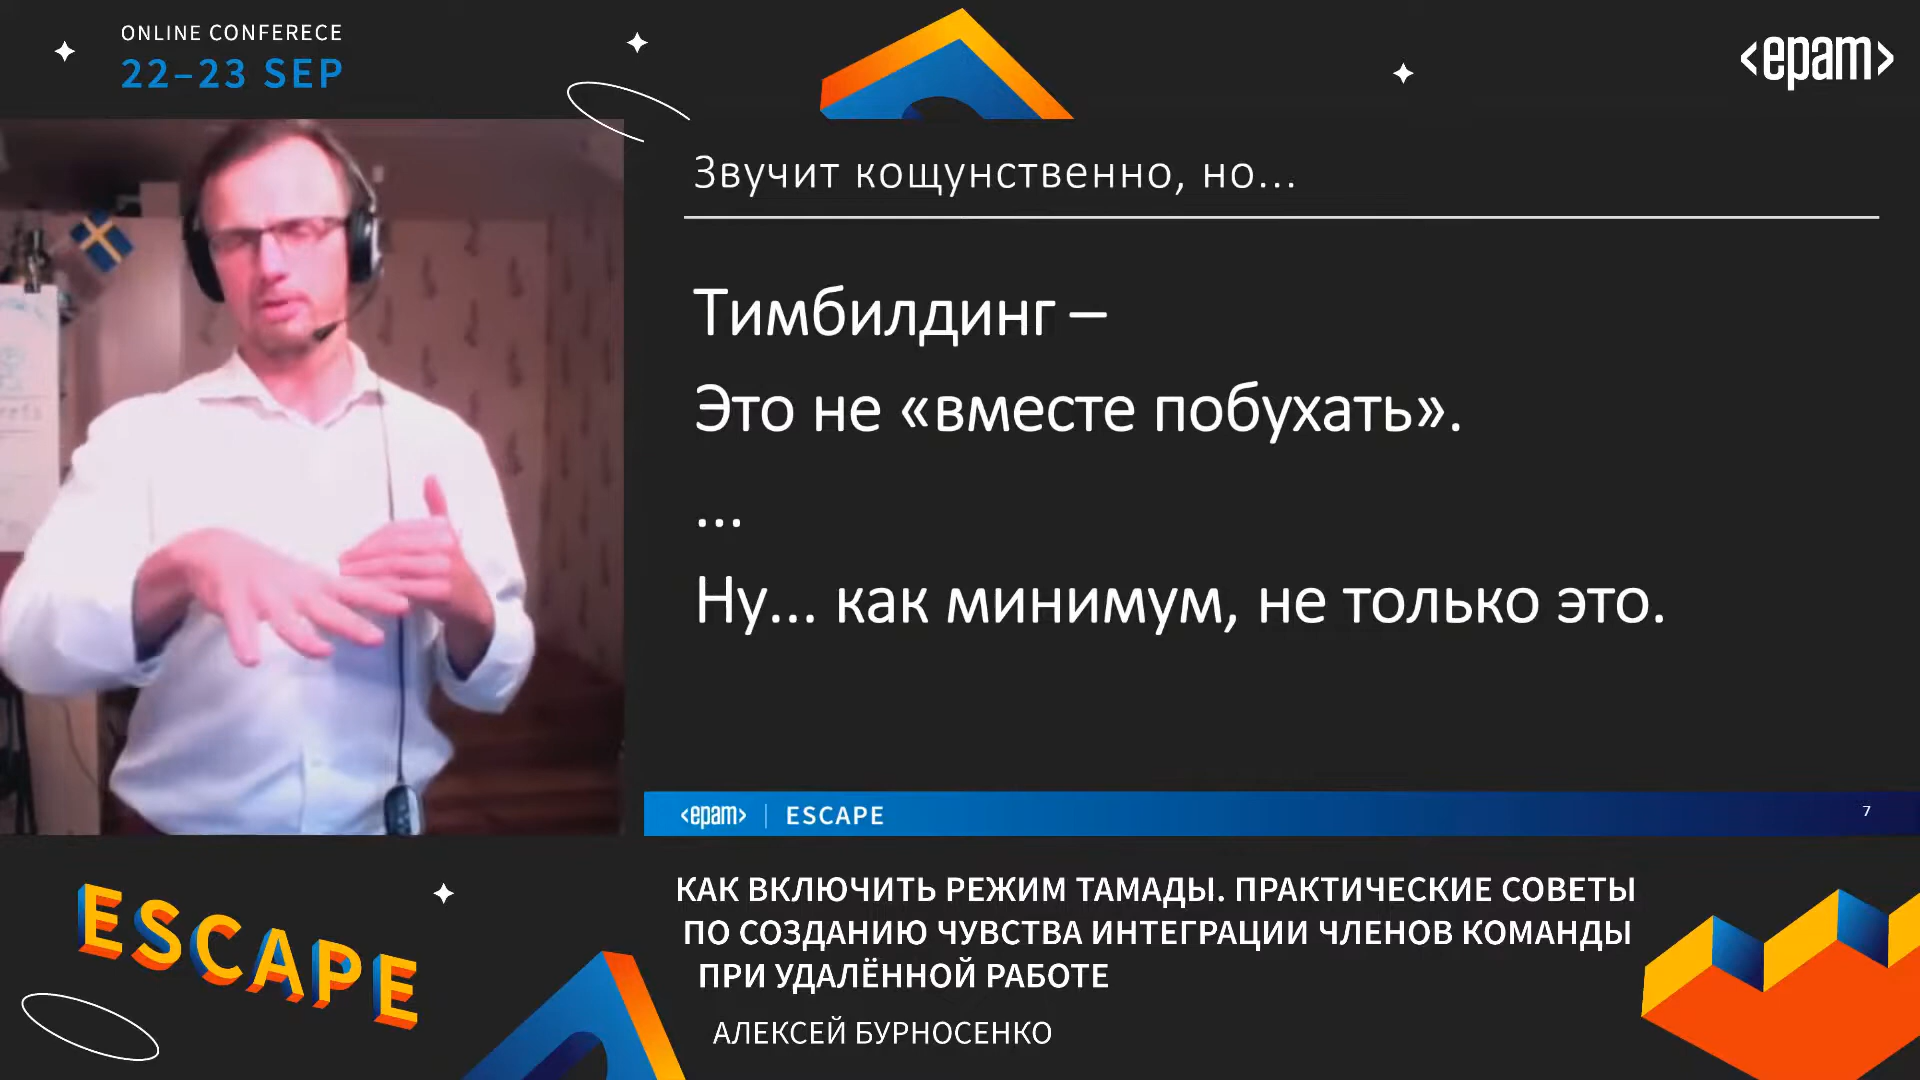 ONLINE CONFERECE
22–23 SEP
<epam>
Звучит кощунственно, но...
Тимбилдинг –
Это не «вместе побухать».
...
Ну... как минимум, не только это.
<epam> | ESCAPE
7
ESCAPE
КАК ВКЛЮЧИТЬ РЕЖИМ ТАМАДЫ. ПРАКТИЧЕСКИЕ СОВЕТЫ
ПО СОЗДАНИЮ ЧУВСТВА ИНТЕГРАЦИИ ЧЛЕНОВ КОМАНДЫ
ПРИ УДАЛЁННОЙ РАБОТЕ
АЛЕКСЕЙ БУРНОСЕНКО